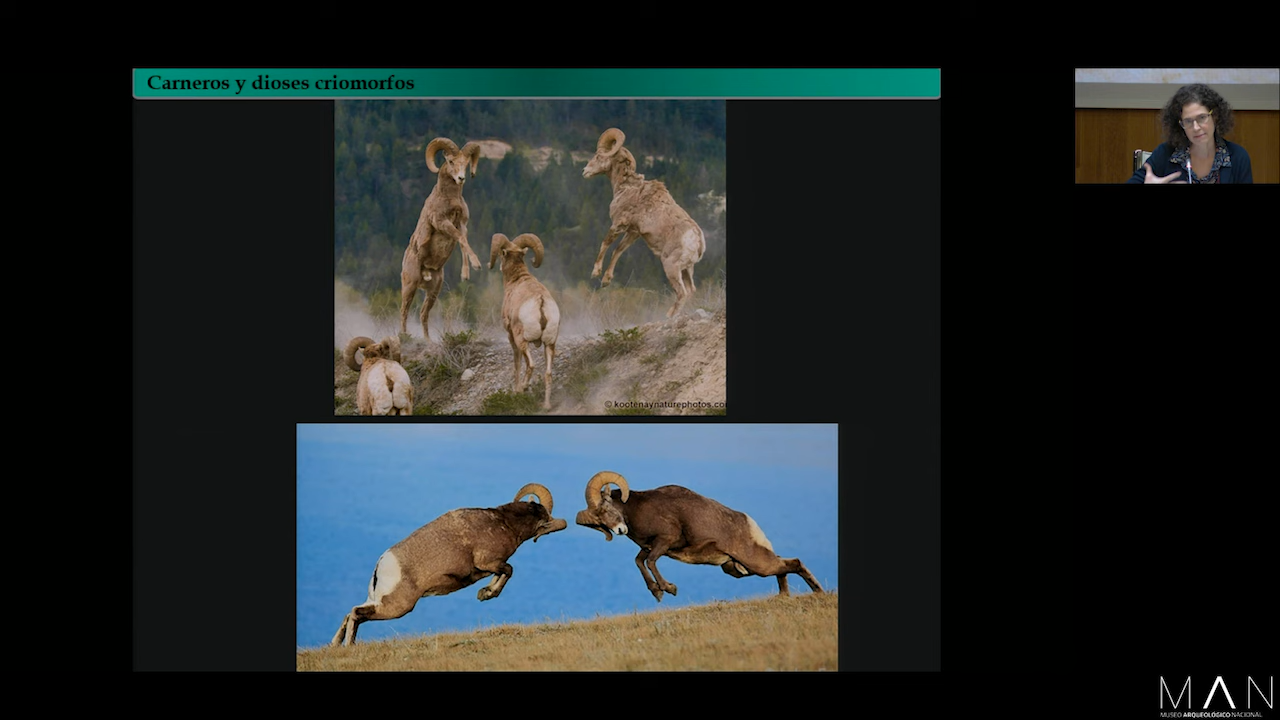 Carneros y dioses criomorfos
© kootenaynaturephotos.co
MAN
MUSEO ARQUEOLÓGICO NACIONAL